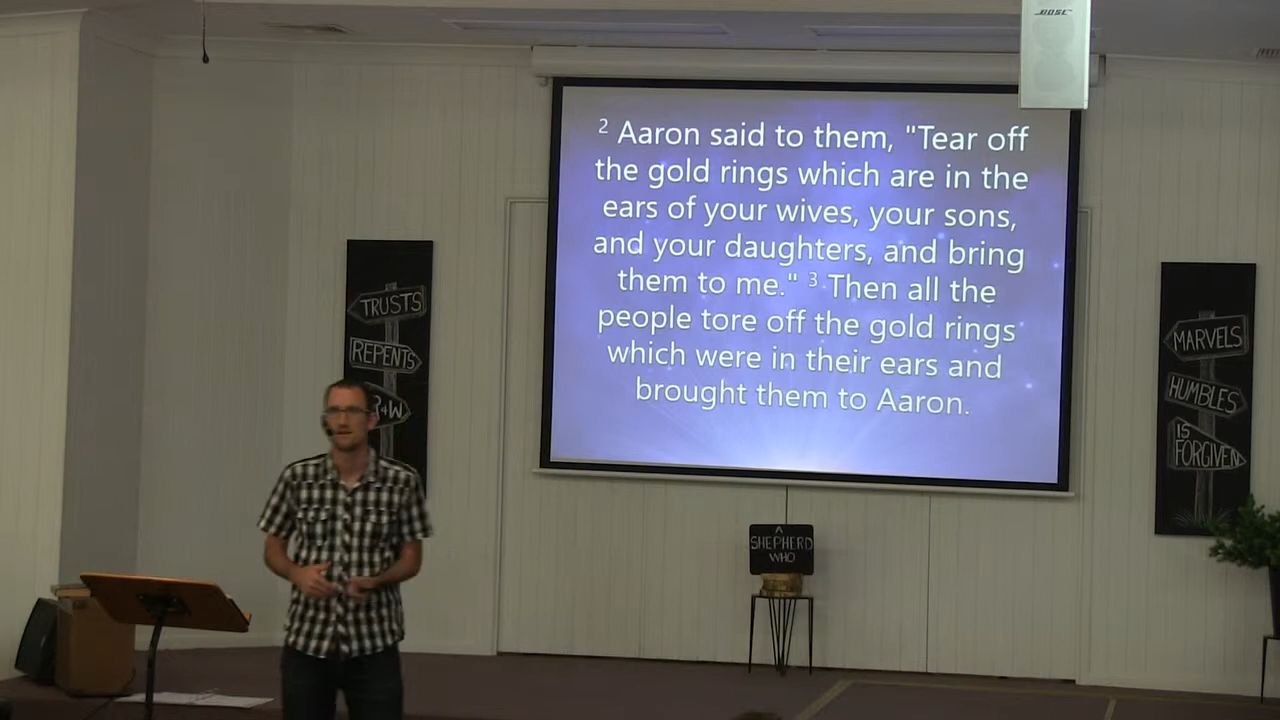 BOSE
2 Aaron said to them, "Tear off
the gold rings which are in the
ears of your wives, your sons,
and your daughters, and bring
them to me." 3 Then all the
people tore off the gold rings
which were in their ears and
brought them to Aaron.
TRUSTS
REPENTS
MARVELS
HUMBLES
IS
FORGIVEN
A
SHEPHERD
WHO